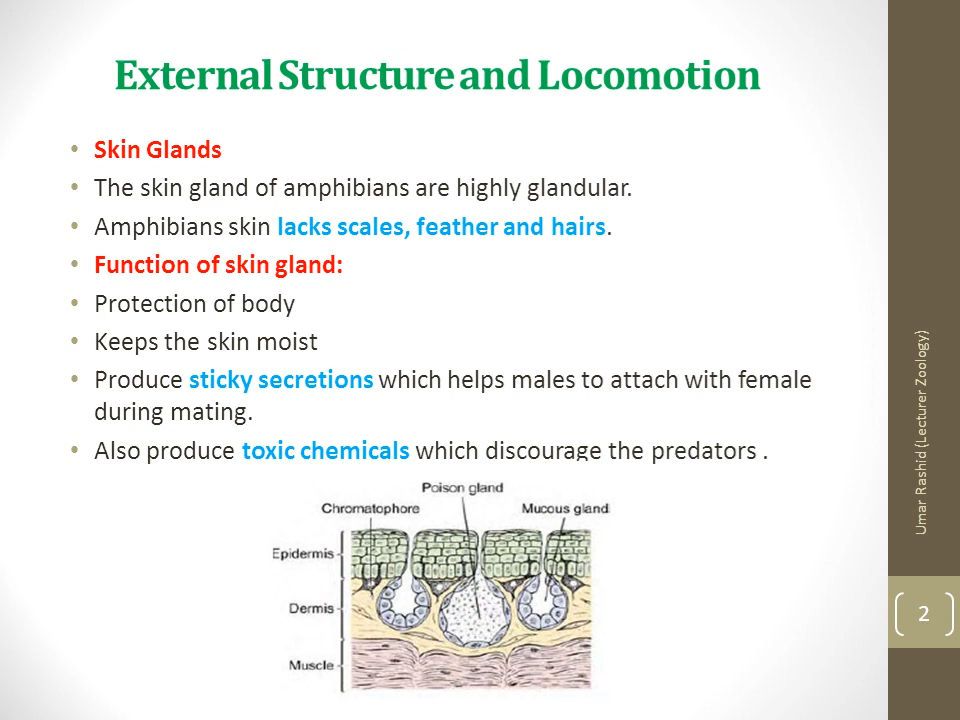 External Structure and Locomotion
• Skin Glands
• The skin gland of amphibians are highly glandular.
• Amphibians skin lacks scales, feather and hairs.
• Function of skin gland:
• Protection of body
• Keeps the skin moist
• Produce sticky secretions which helps males to attach with female
during mating.
• Also produce toxic chemicals which discourage the predators .
Poison gland
Chromatophore
Mucous gland
Epidermis
Dermis
Muscle
Umar Rashid (Lecturer Zoology)
2